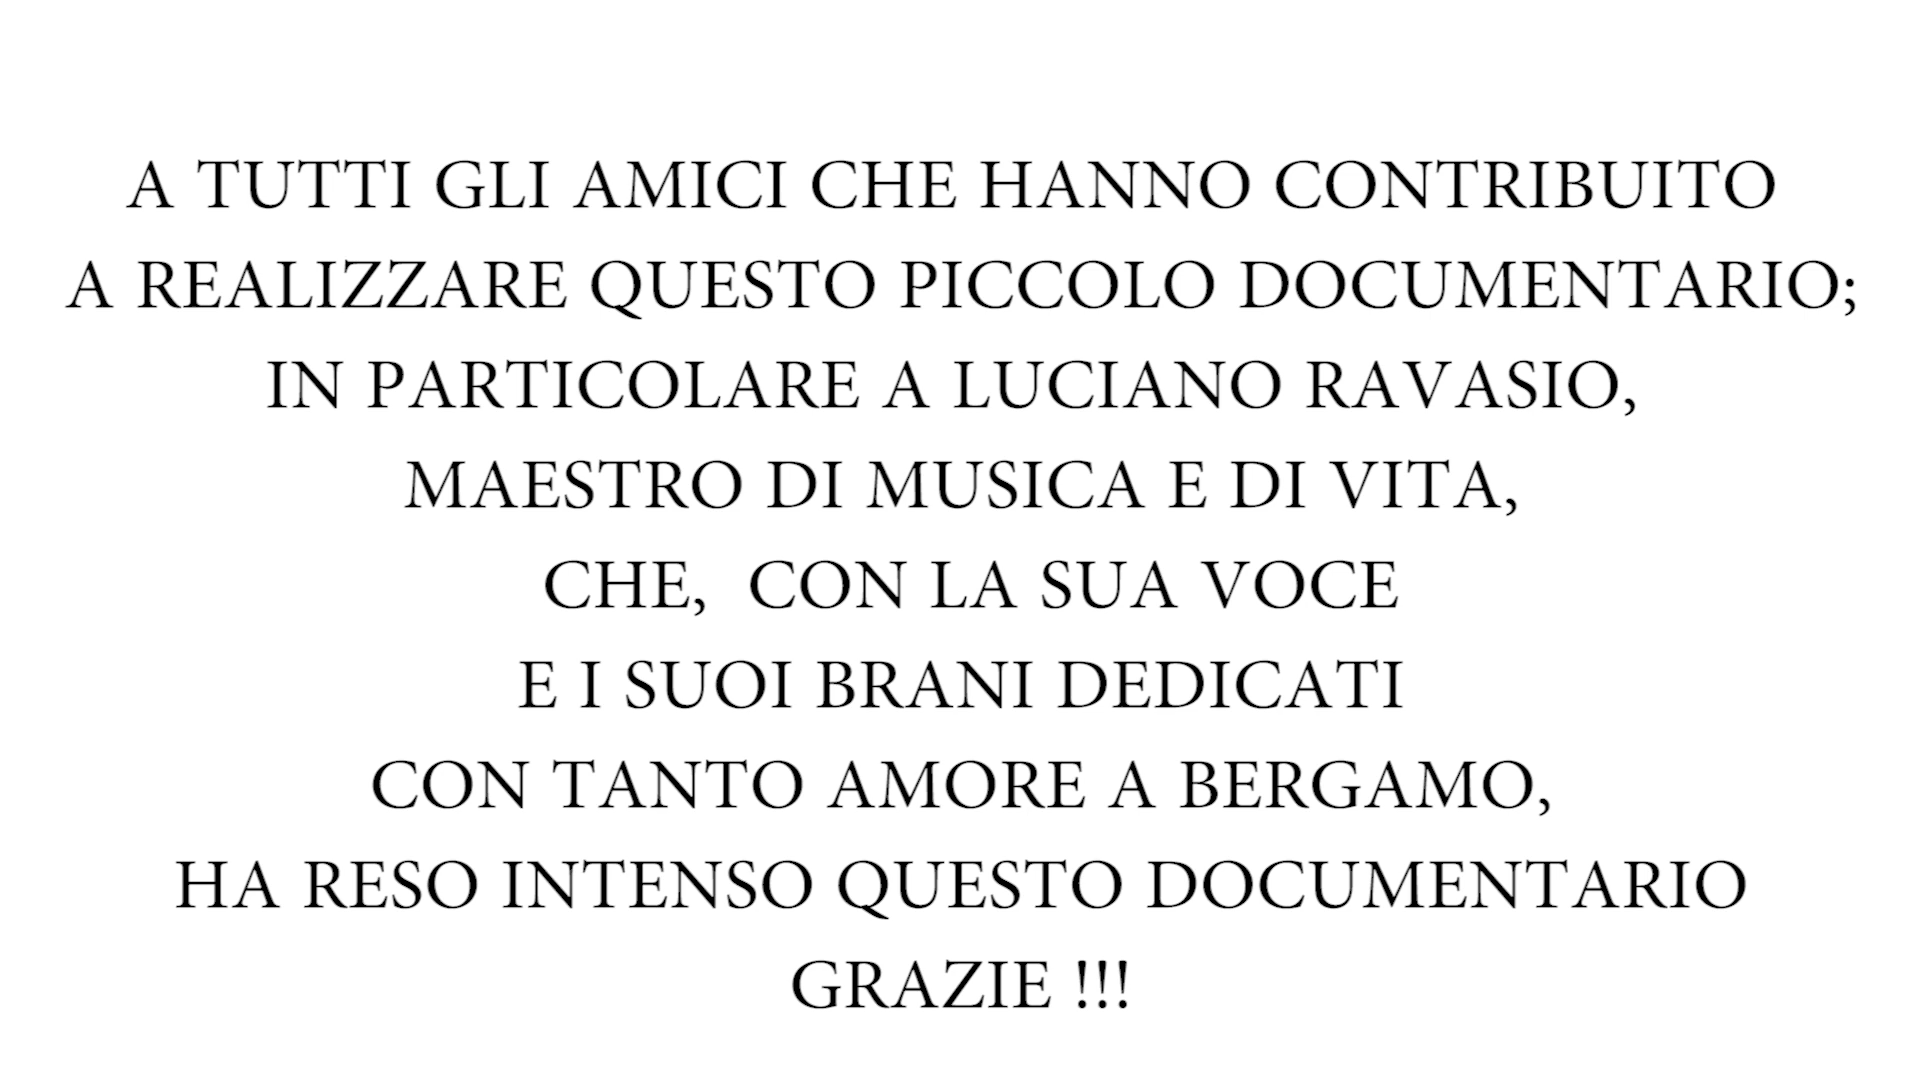 A TUTTI GLI AMICI CHE HANNO CONTRIBUITO
A REALIZZARE QUESTO PICCOLO DOCUMENTARIO;
IN PARTICOLARE A LUCIANO RAVASIO,
MAESTRO DI MUSICA E DI VITA,
CHE,  CON LA SUA VOCE
E I SUOI BRANI DEDICATI
CON TANTO AMORE A BERGAMO,
HA RESO INTENSO QUESTO DOCUMENTARIO
GRAZIE !!!